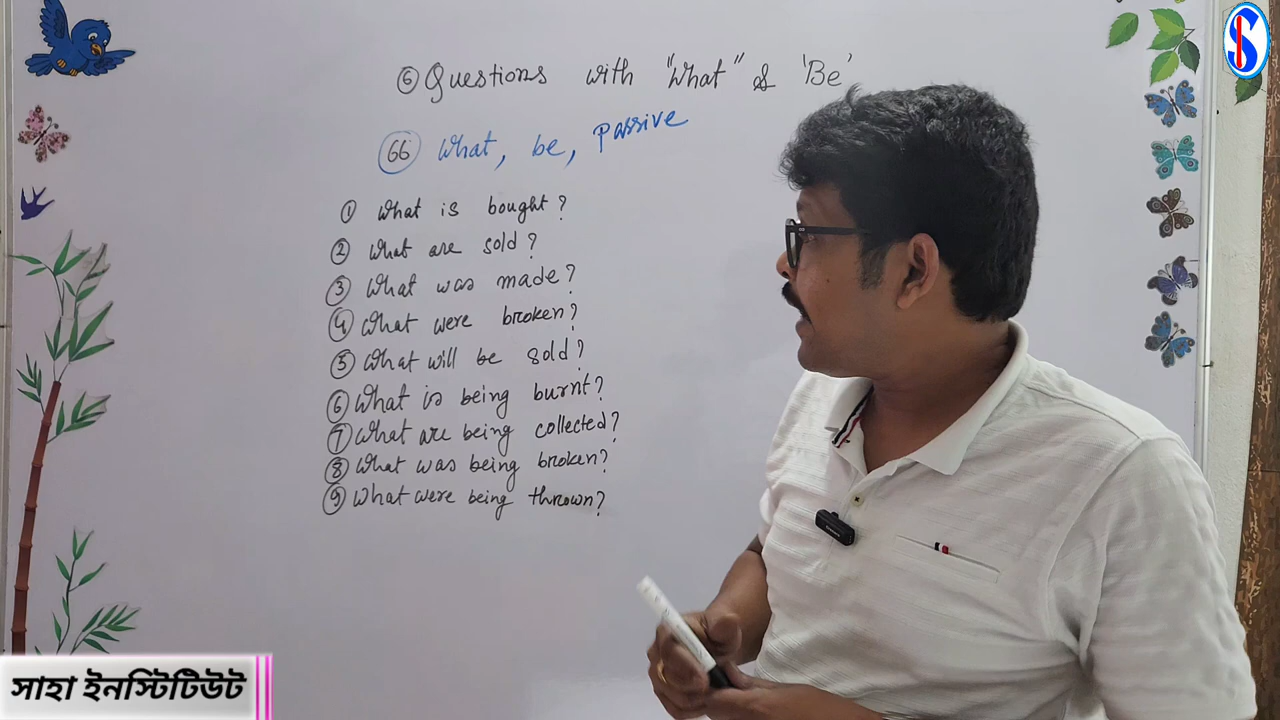 ⑥ Questions with "What" & 'Be'
66 What, be, passive
① What is bought?
② What are sold?
③ What was made?
④ What were broken?
⑤ What will be sold?
⑥ What is being burnt?
⑦ What are being collected?
⑧ What was being broken?
⑨ What were being thrown?
সাহা ইনস্টিটিউট